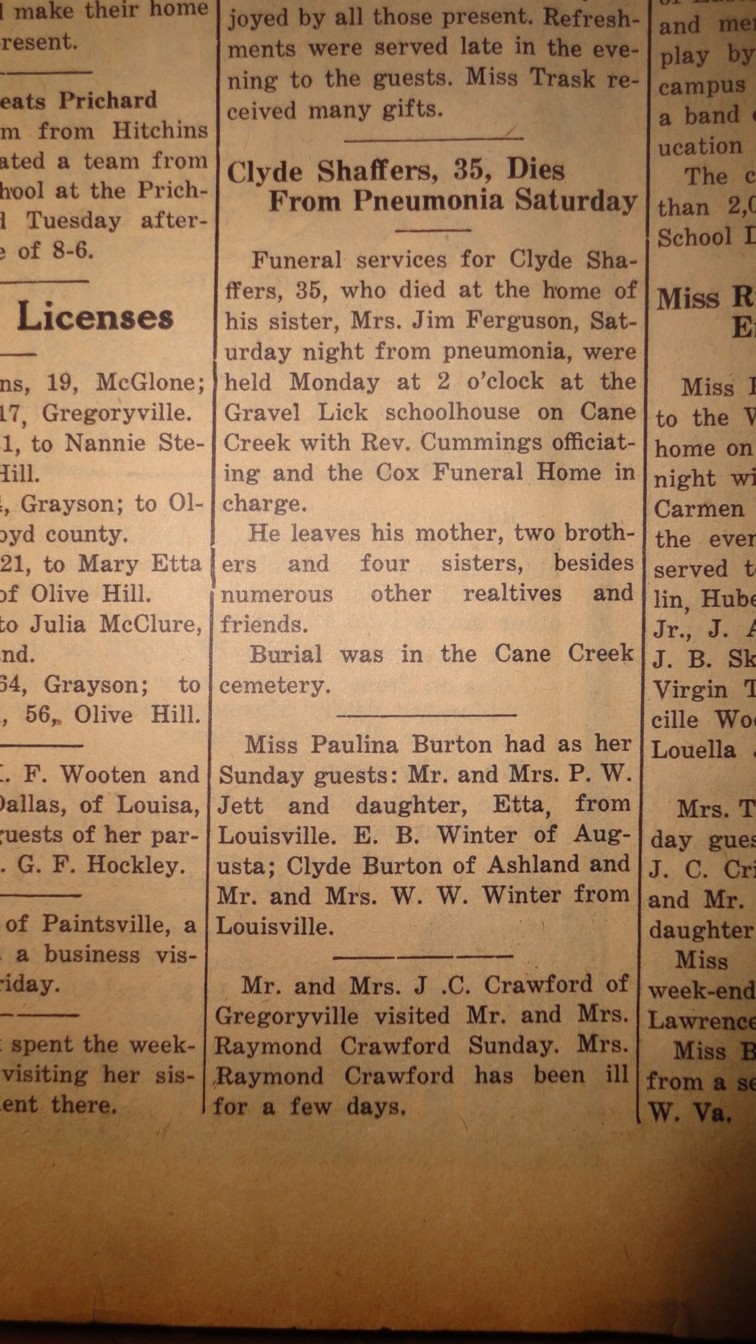 make their home
resent.
eats Prichard
m from Hitchins
ated a team from
hool at the Prich-
Tuesday after-
e of 8-6.
Licenses
ns, 19, McGlone;
17, Gregoryville.
1, to Nannie Ste-
Hill.
, Grayson; to Ol-
oyd county.
21, to Mary Etta
of Olive Hill.
to Julia McClure,
nd.
64, Grayson; to
, 56, Olive Hill.
. F. Wooten and
Dallas, of Louisa,
guests of her par-
. G. F. Hockley.
of Paintsville, a
a business vis-
riday.
spent the week-
visiting her sis-
ent there.
joyed by all those present. Refresh-
ments were served late in the eve-
ning to the guests. Miss Trask re-
ceived many gifts.
Clyde Shaffers, 35, Dies
From Pneumonia Saturday
Funeral services for Clyde Sha-
ffers, 35, who died at the home of
his sister, Mrs. Jim Ferguson, Sat-
urday night from pneumonia, were
held Monday at 2 o'clock at the
Gravel Lick schoolhouse on Cane
Creek with Rev. Cummings officiat-
ing and the Cox Funeral Home in
charge.
He leaves his mother, two broth-
ers and four sisters, besides
numerous other realtives and
friends.
Burial was in the Cane Creek
cemetery.
Miss Paulina Burton had as her
Sunday guests: Mr. and Mrs. P. W.
Jett and daughter, Etta, from
Louisville. E. B. Winter of Aug-
usta; Clyde Burton of Ashland and
Mr. and Mrs. W. W. Winter from
Louisville.
Mr. and Mrs. J .C. Crawford of
Gregoryville visited Mr. and Mrs.
Raymond Crawford Sunday. Mrs.
Raymond Crawford has been ill
for a few days.
and me
play by
campus
a band
ucation
The c
than 2,0
School D
Miss R
E
Miss
to the
home on
night wi
Carmen
the ever
served t
lin, Hube
Jr., J. A
J. B. Sk
Virgin T
cille Wo
Louella
Mrs. T
day gues
J. C. Cri
and Mr.
daughter
Miss
week-end
Lawrence
Miss B
from a se
W. Va.